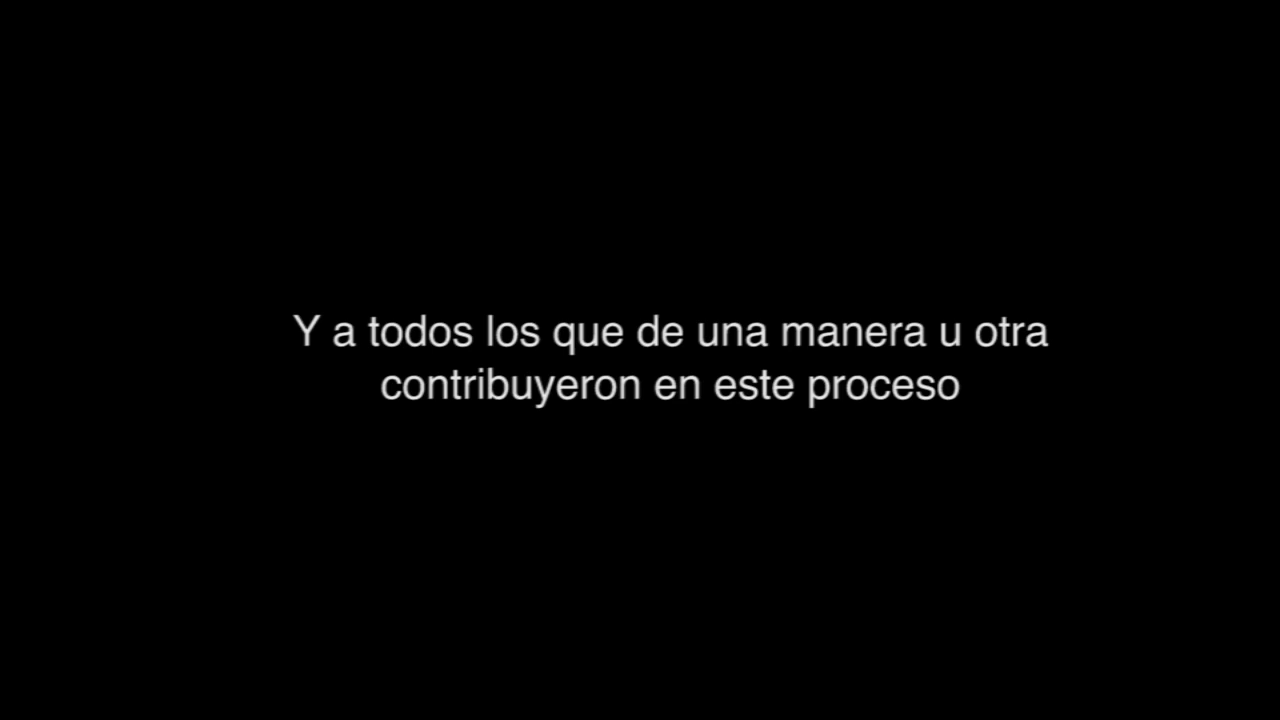 Y a todos los que de una manera u otra
contribuyeron en este proceso